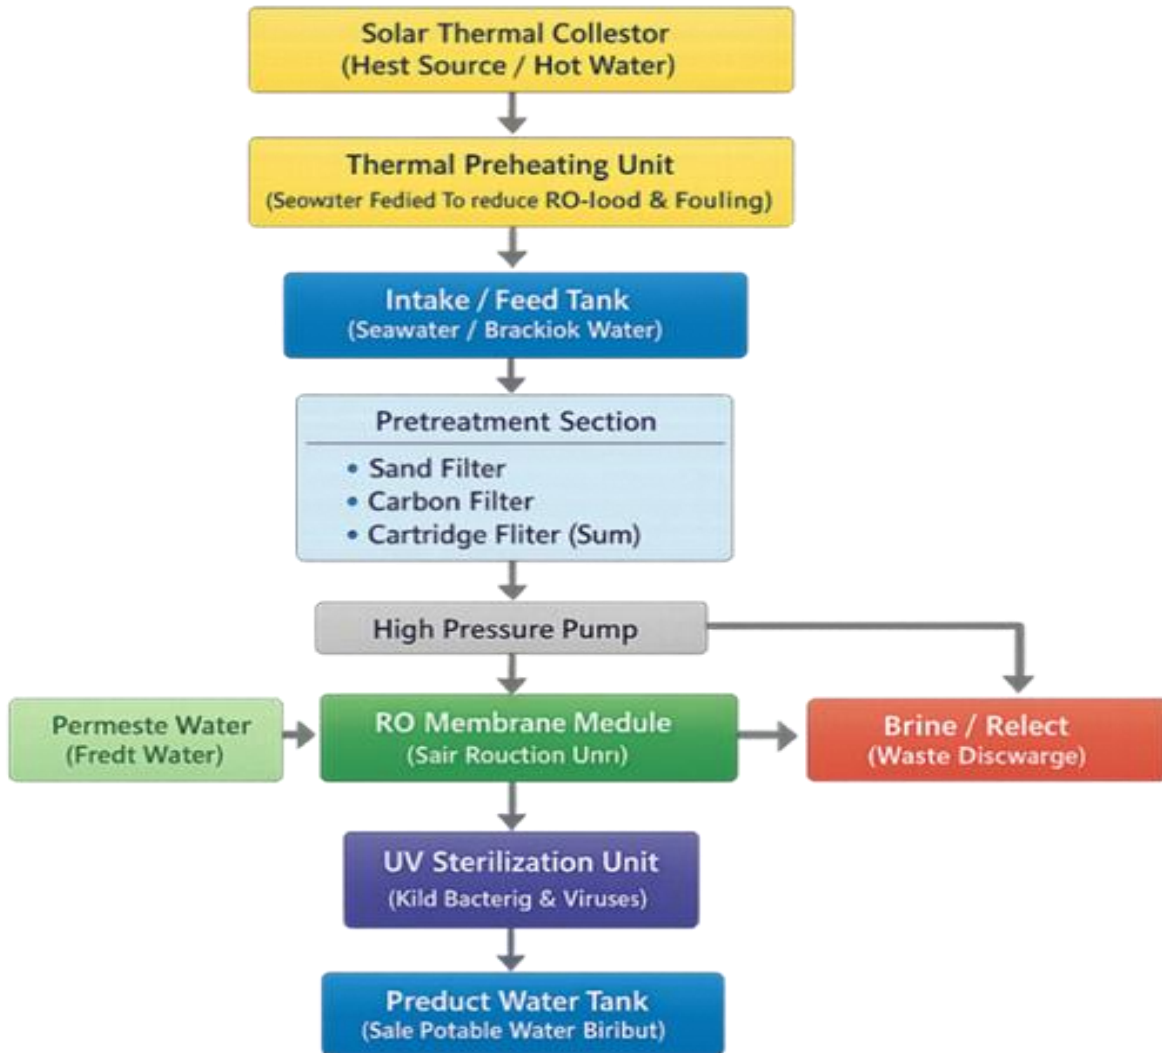 Solar Thermal Collestor
(Hest Source / Hot Water)
Thermal Preheating Unit
(Seowater Fedied To reduce RO-lood & Fouling)
Intake / Feed Tank
(Seawater / Brackiok Water)
Pretreatment Section
• Sand Filter
• Carbon Filter
• Cartridge Fliter (Sum)
High Pressure Pump
Permeste Water
(Fredt Water)
RO Membrane Medule
(Sair Rouction Unrı)
Brine / Relect
(Waste Discwarge)
UV Sterilization Unit
(Kild Bacterig & Viruses)
Preduct Water Tank
(Sale Potable Water Biribut)